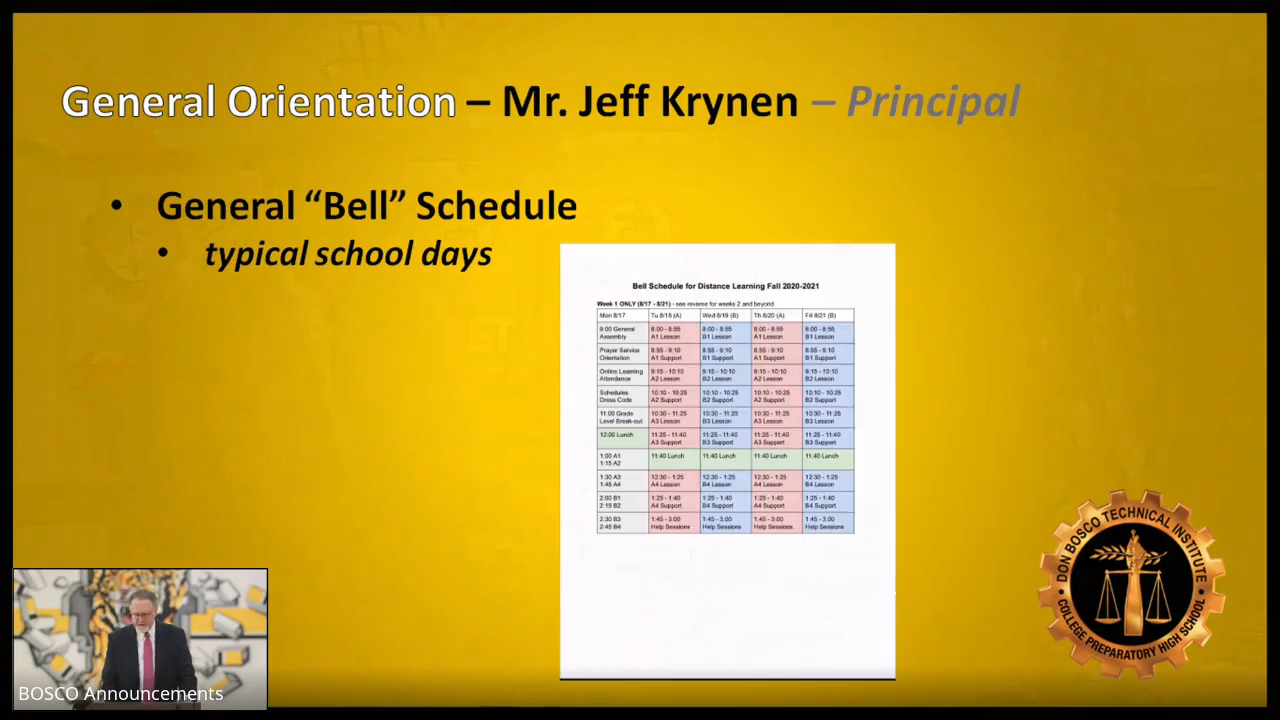 General Orientation – Mr. Jeff Krynen – Principal
• General “Bell” Schedule
• typical school days
Bell Schedule for Distance Learning Fall 2020-2021
Week 1 ONLY (8/17 - 8/21) - see reverse for weeks 2 and beyond
Mon 8/17 Tu 8/18 (A) Wed 8/19 (B) Th 8/20 (A) Fri 8/21 (B)
9:00 General 8:00 - 8:55 8:00 - 8:55 8:00 - 8:55 8:00 - 8:55
Assembly A1 Lesson B1 Lesson A1 Lesson B1 Lesson
Prayer Service 8:55 - 9:10 8:55 - 9:10 8:55 - 9:10 8:55 - 9:10
Orientation A1 Support B1 Support A1 Support B1 Support
Online Learning 9:15 - 10:10 9:15 - 10:10 9:15 - 10:10 9:15 - 10:10
Attendance A2 Lesson B2 Lesson A2 Lesson B2 Lesson
Schedules 10:10 - 10:25 10:10 - 10:25 10:10 - 10:25 10:10 - 10:25
Dress Code A2 Support B2 Support A2 Support B2 Support
11:00 Grade 10:30 - 11:25 10:30 - 11:25 10:30 - 11:25 10:30 - 11:25
Level Break-out A3 Lesson B3 Lesson A3 Lesson B3 Lesson
12:00 Lunch 11:25 - 11:40 11:25 - 11:40 11:25 - 11:40 11:25 - 11:40
A3 Support B3 Support A3 Support B3 Support
1:00 A1 11:40 Lunch 11:40 Lunch 11:40 Lunch 11:40 Lunch
1:15 A2
1:30 A3 12:30 - 1:25 12:30 - 1:25 12:30 - 1:25 12:30 - 1:25
1:45 A4 A4 Lesson B4 Lesson A4 Lesson B4 Lesson
2:00 B1 1:25 - 1:40 1:25 - 1:40 1:25 - 1:40 1:25 - 1:40
2:15 B2 A4 Support B4 Support A4 Support B4 Support
2:30 B3 1:45 - 3:00 1:45 - 3:00 1:45 - 3:00 1:45 - 3:00
2:45 B4 Help Sessions Help Sessions Help Sessions Help Sessions
DON BOSCO TECHNICAL INSTITUTE
COLLEGE PREPARATORY HIGH SCHOOL
BOSCO Announcements